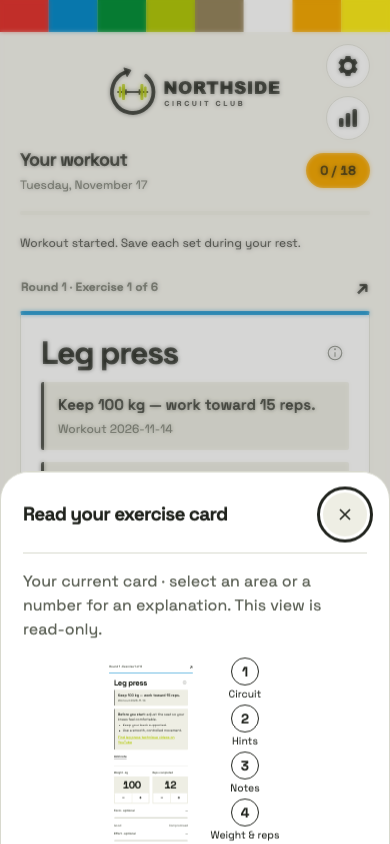 NORTHSIDE
CIRCUIT CLUB
Your workout
Tuesday, November 17
0 / 18
Workout started. Save each set during your rest.
Round 1 · Exercise 1 of 6
Leg press
Keep 100 kg — work toward 15 reps.
Workout 2026-11-14
Read your exercise card
Your current card · select an area or a
number for an explanation. This view is
read-only.
Leg press
Keep 100 kg — work toward 15 reps.
100
12
1
Circuit
2
Hints
3
Notes
4
Weight & reps